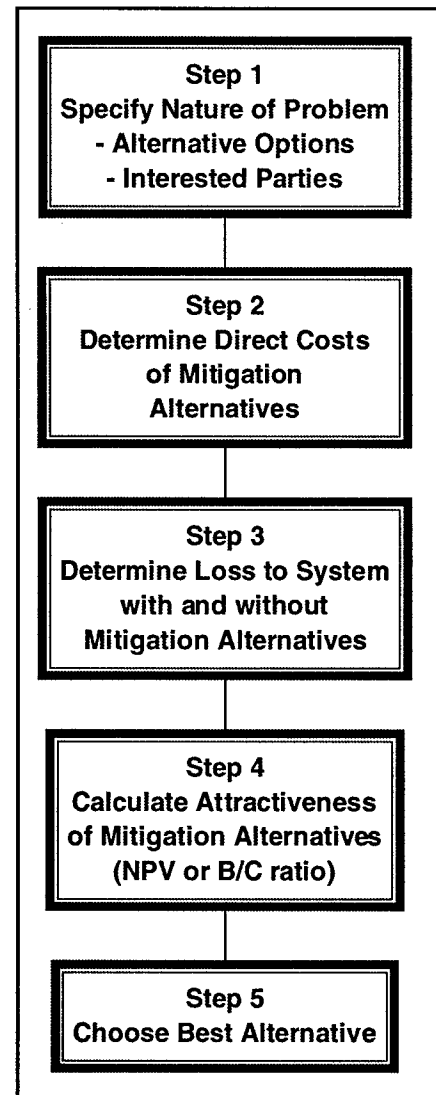 Step 1
Specify Nature of Problem
- Alternative Options
- Interested Parties
Step 2
Determine Direct Costs
of Mitigation
Alternatives
Step 3
Determine Loss to System
with and without
Mitigation Alternatives
Step 4
Calculate Attractiveness
of Mitigation Alternatives
(NPV or B/C ratio)
Step 5
Choose Best Alternative